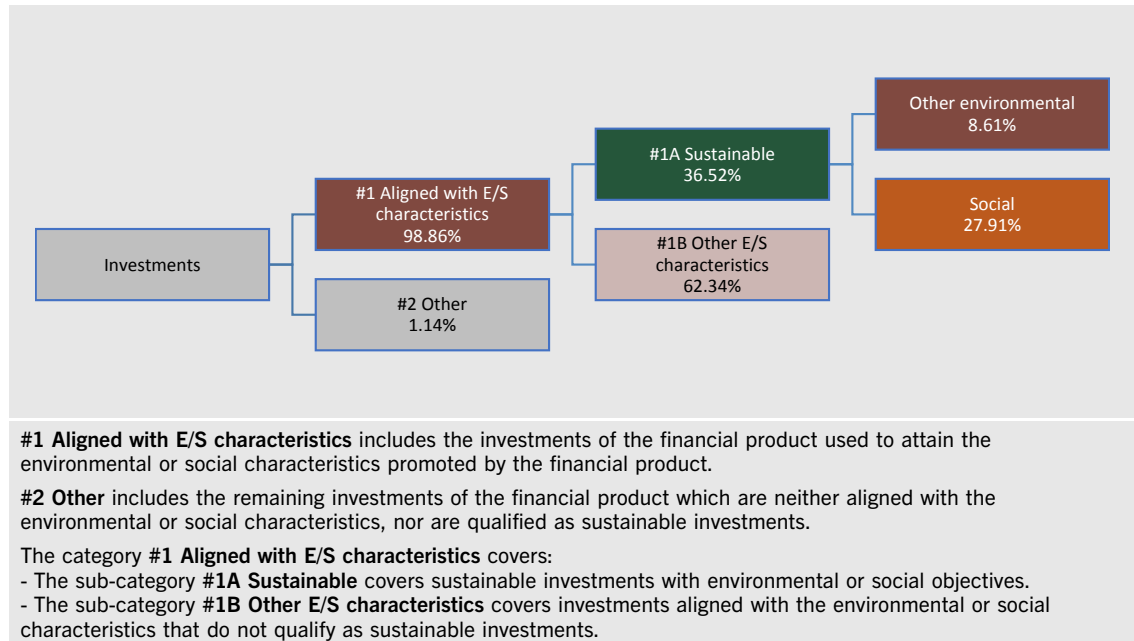 Other environmental
8.61%
#1A Sustainable
36.52%
#1 Aligned with E/S
characteristics
98.86%
Social
27.91%
#1B Other E/S
characteristics
62.34%
Investments
#2 Other
1.14%
#1 Aligned with E/S characteristics includes the investments of the financial product used to attain the
environmental or social characteristics promoted by the financial product.
#2 Other includes the remaining investments of the financial product which are neither aligned with the
environmental or social characteristics, nor are qualified as sustainable investments.
The category #1 Aligned with E/S characteristics covers:
- The sub-category #1A Sustainable covers sustainable investments with environmental or social objectives.
- The sub-category #1B Other E/S characteristics covers investments aligned with the environmental or social
characteristics that do not qualify as sustainable investments.